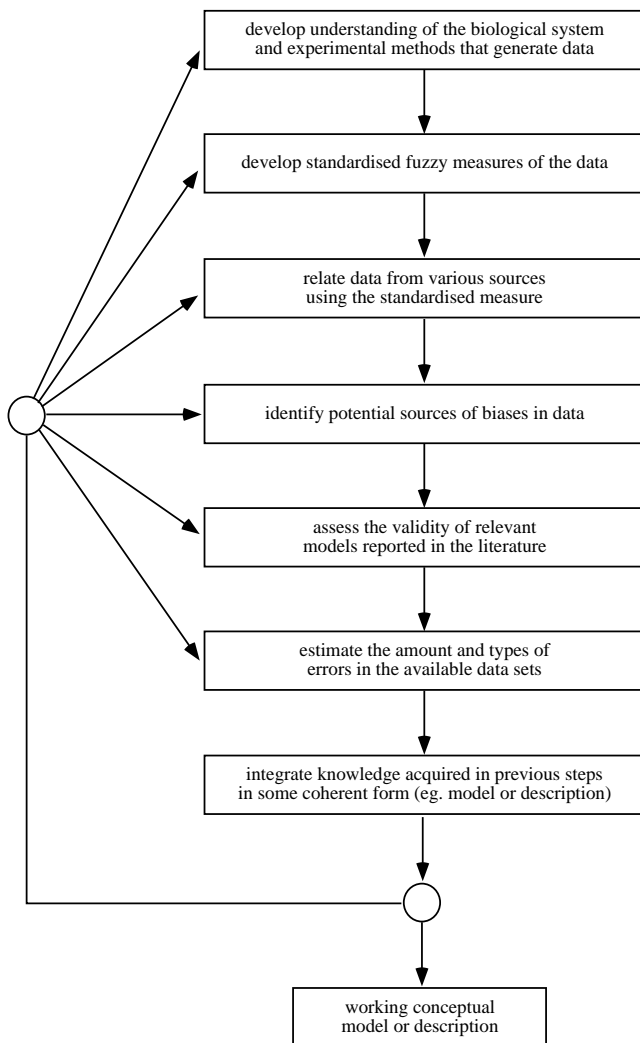 develop understanding of the biological system
and experimental methods that generate data
develop standardised fuzzy measures of the data
relate data from various sources
using the standardised measure
identify potential sources of biases in data
assess the validity of relevant
models reported in the literature
estimate the amount and types of
errors in the available data sets
integrate knowledge acquired in previous steps
in some coherent form (eg. model or description)
working conceptual
model or description